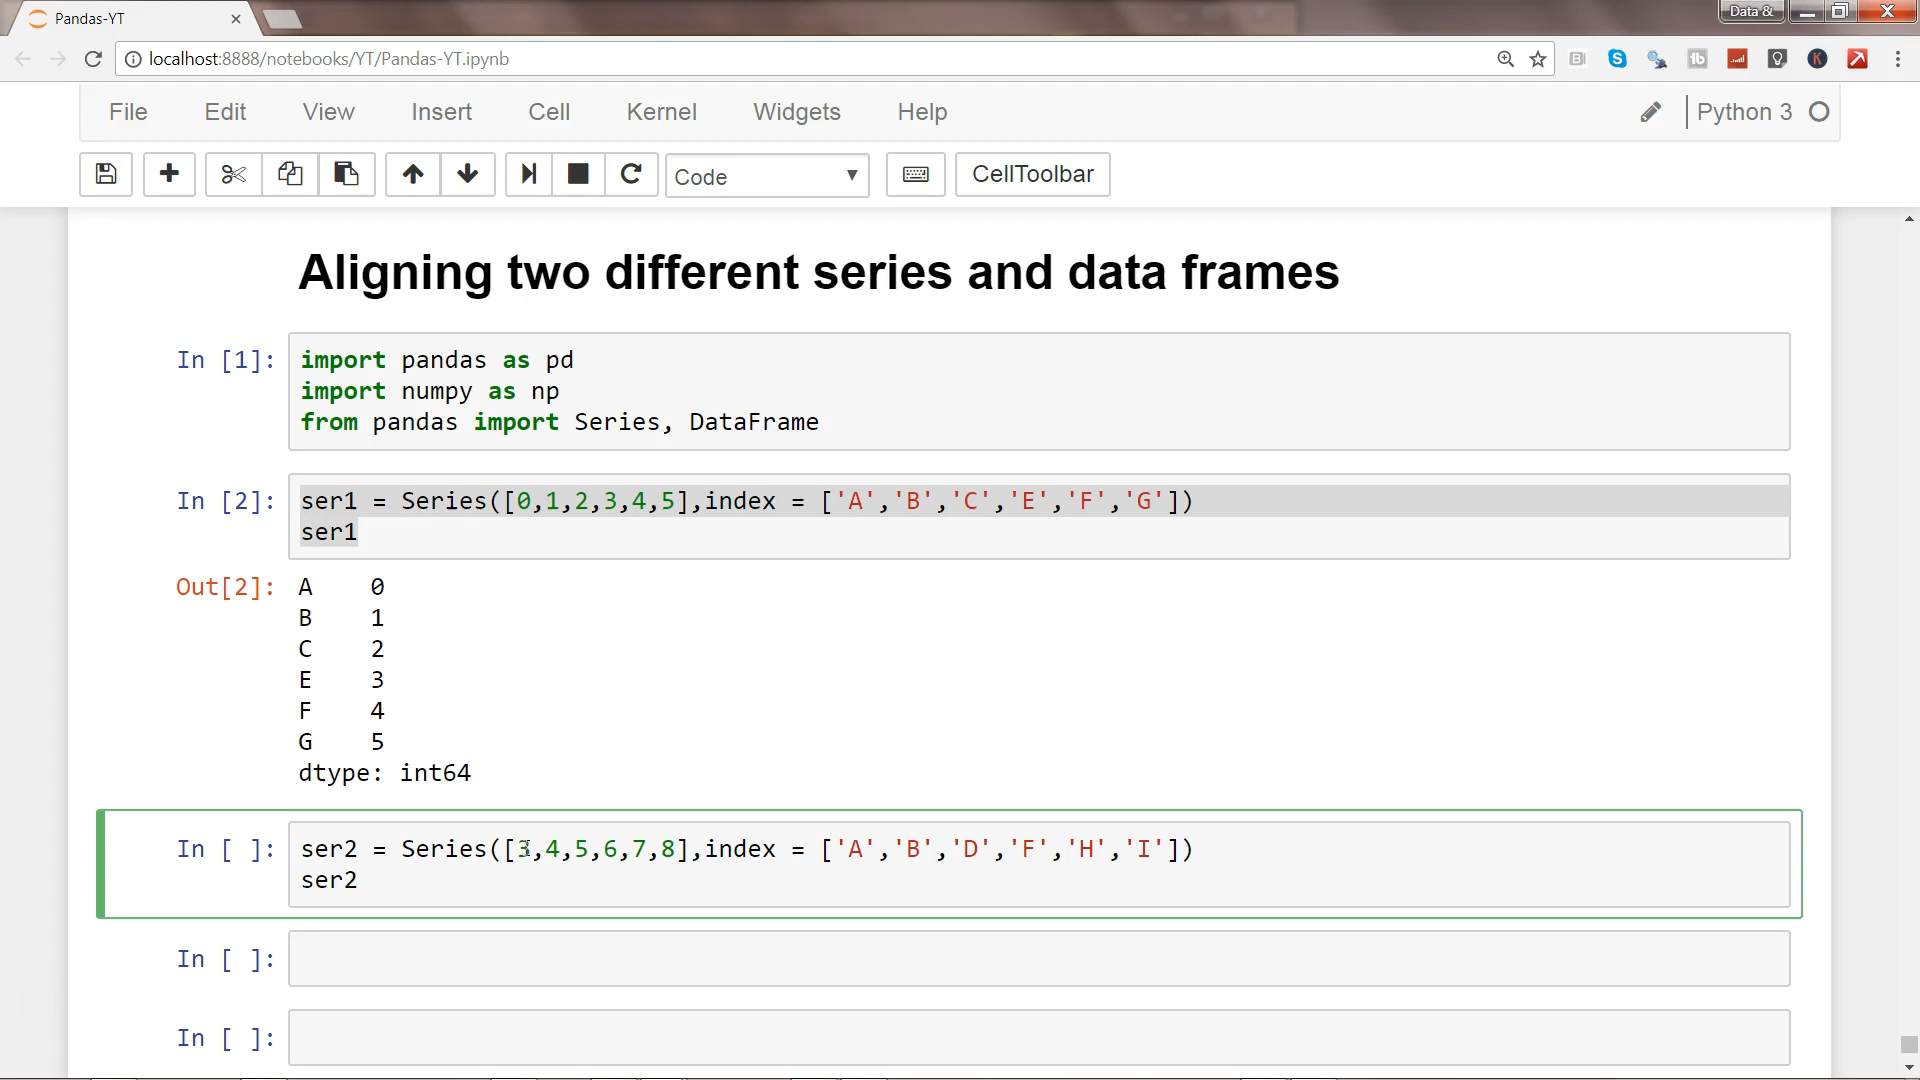 Pandas-YT
Data &
localhost:8888/notebooks/YT/Pandas-YT.ipynb
File Edit View Insert Cell Kernel Widgets Help Python 3
Code CellToolbar
Aligning two different series and data frames
In [1]: import pandas as pd
import numpy as np
from pandas import Series, DataFrame
In [2]: ser1 = Series([0,1,2,3,4,5],index = ['A','B','C','E','F','G'])
ser1
Out[2]: A 0
B 1
C 2
E 3
F 4
G 5
dtype: int64
In [ ]: ser2 = Series([3,4,5,6,7,8],index = ['A','B','D','F','H','I'])
ser2
In [ ]:
In [ ]: